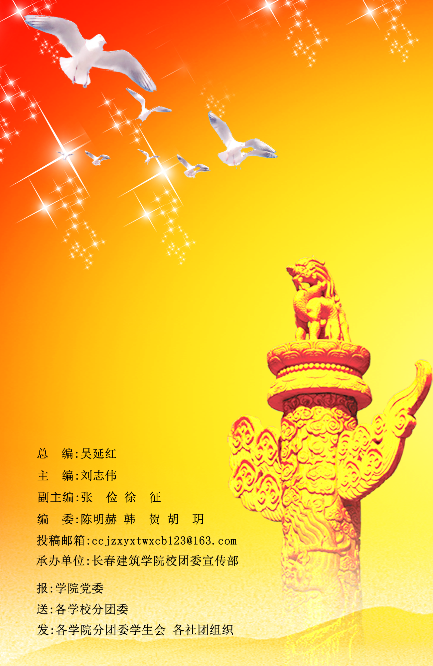 总　编:吴延红
主　编:刘志伟
副主编:张　俭 徐　征
编　委:陈明赫 韩　贺 胡　玥
投稿邮箱:ccjzxyxtwxcb123@163.com
承办单位:长春建筑学院校团委宣传部
报:学院党委
送:各学校分团委
发:各学院分团委学生会 各社团组织